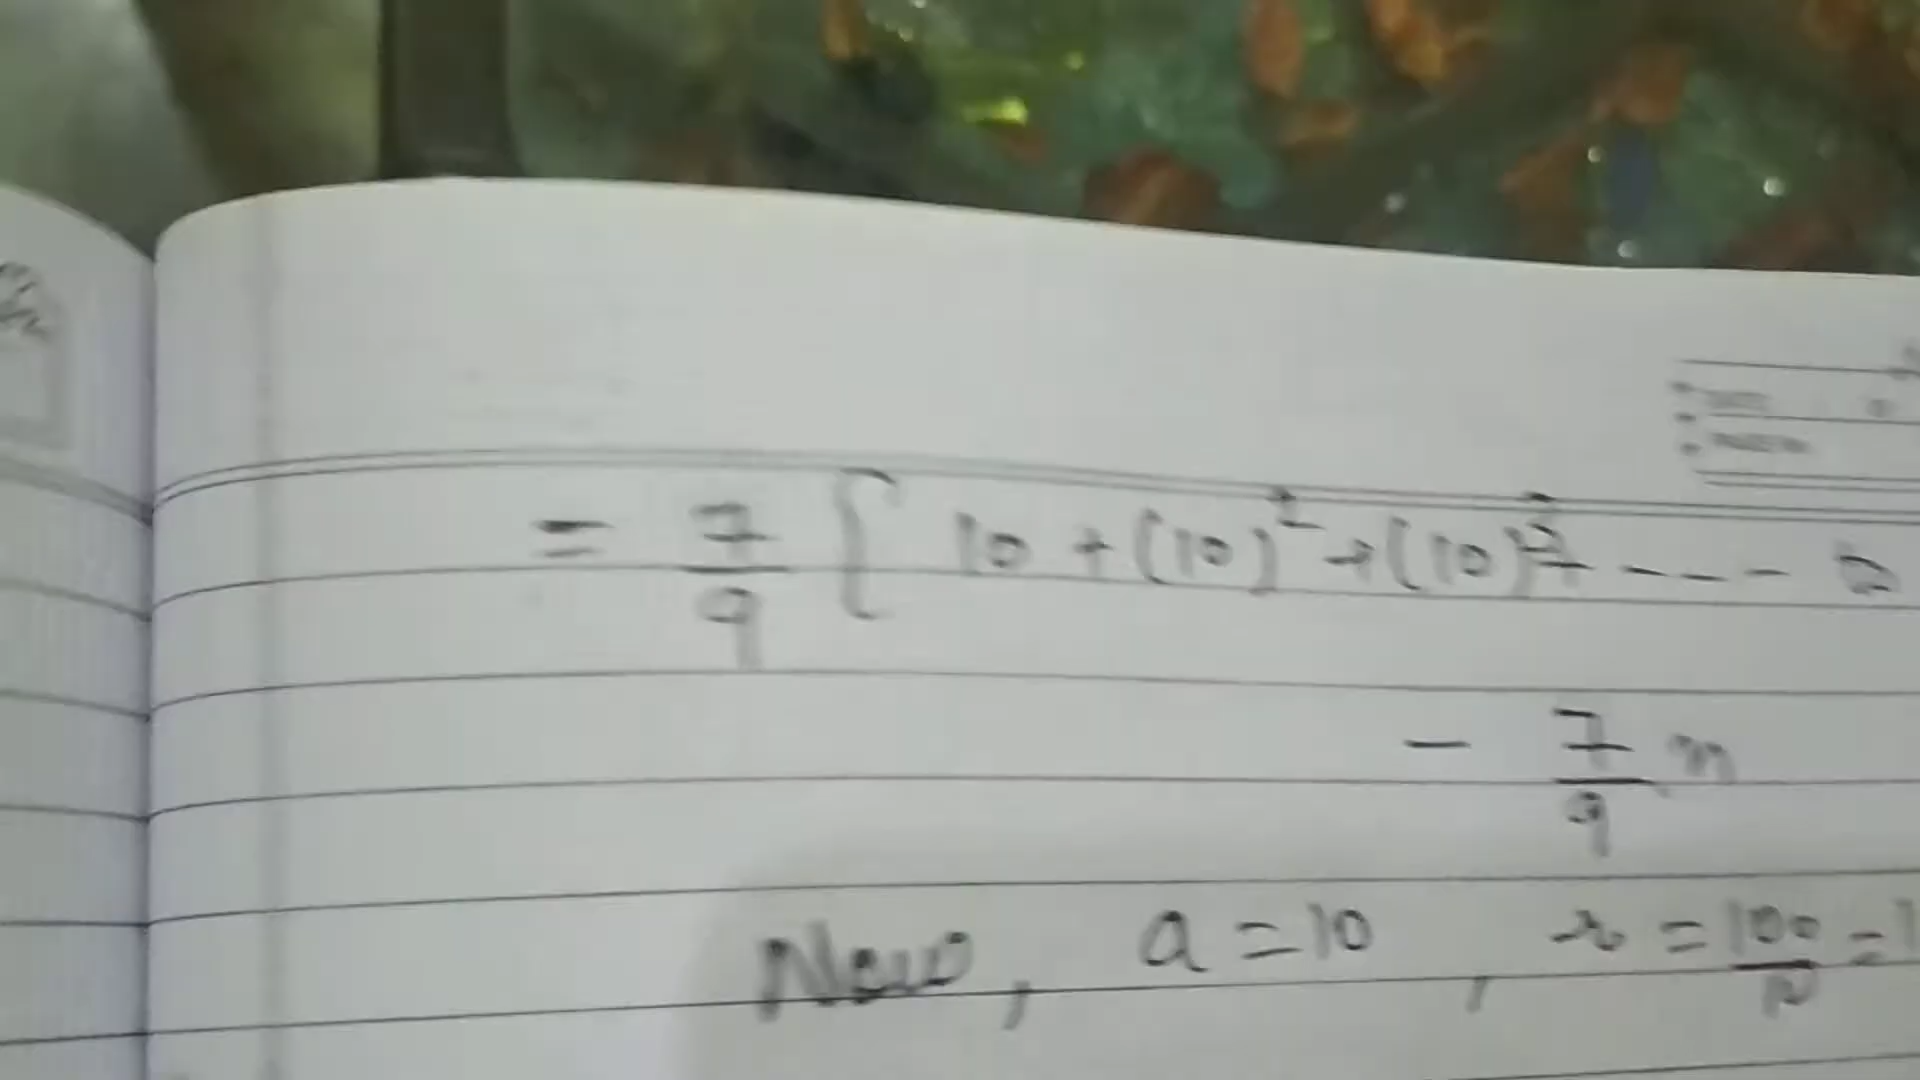 = 7/9 [ 10 + (10)² + (10)³ + - - -
- 7/9 n
Now, a = 10 , r = 100/10 = 1